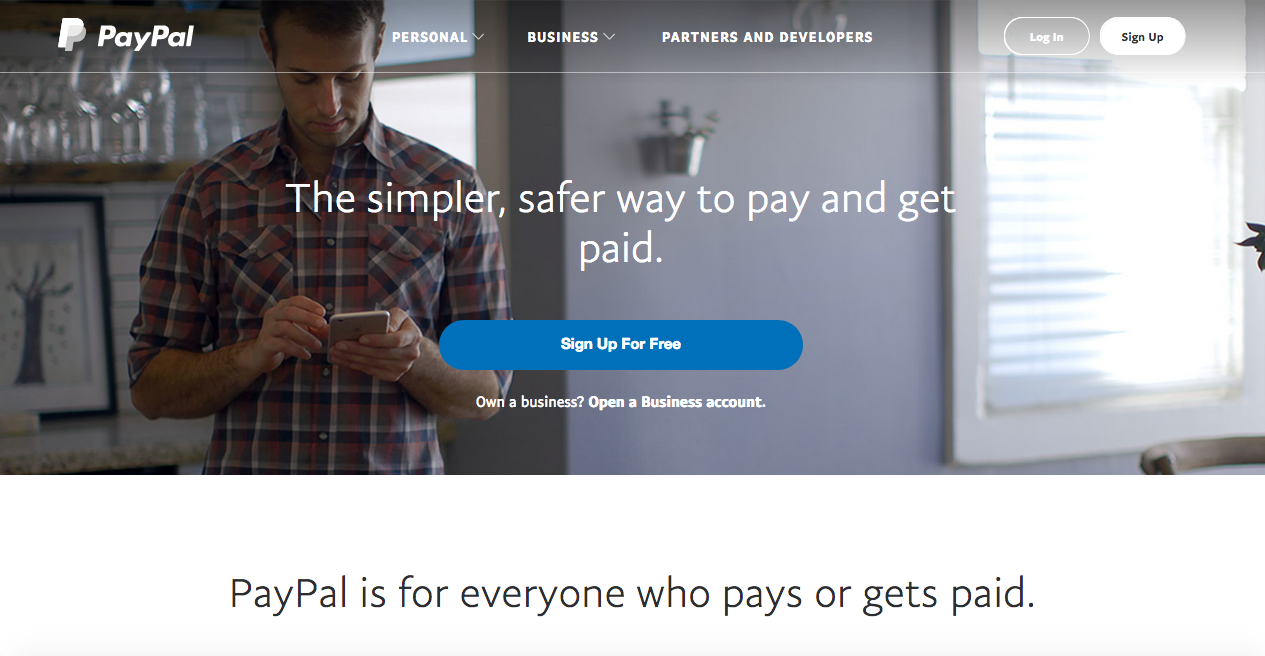 PayPal
PERSONAL
BUSINESS
PARTNERS AND DEVELOPERS
Log In
Sign Up
The simpler, safer way to pay and get
paid.
Sign Up For Free
Own a business? Open a Business account.
PayPal is for everyone who pays or gets paid.